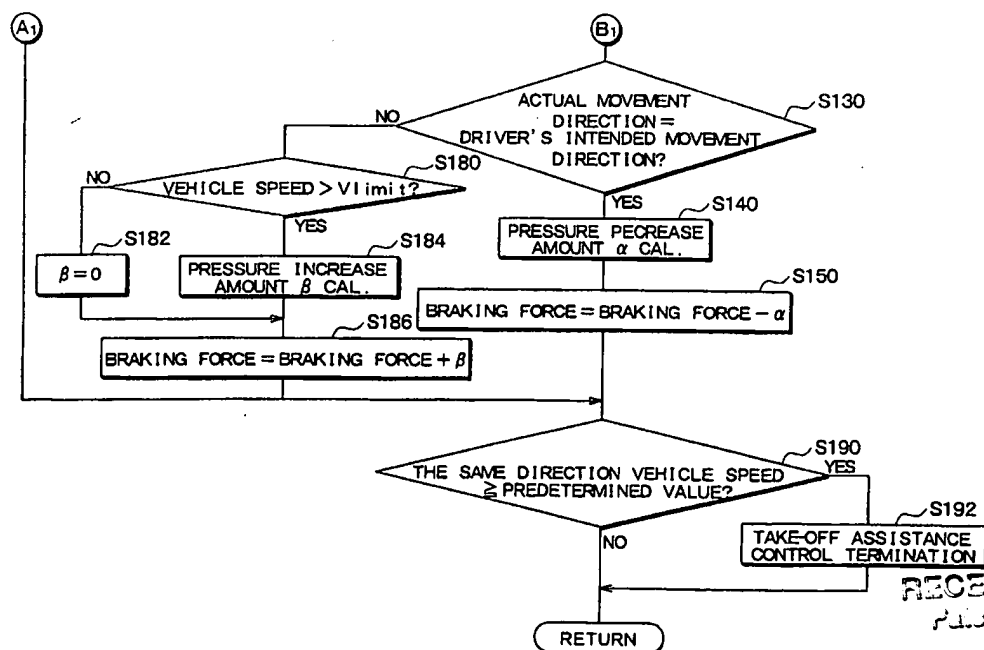 A1
B1
ACTUAL MOVEMENT
DIRECTION=
DRIVER'S INTENDED MOVEMENT
DIRECTION?
S130
NO
YES
S180
VEHICLE SPEED>Vlimit?
NO
YES
S140
PRESSURE PECREASE
AMOUNT α CAL.
S182
β=0
S184
PRESSURE INCREASE
AMOUNT β CAL.
S150
BRAKING FORCE=BRAKING FORCE-α
S186
BRAKING FORCE=BRAKING FORCE+β
S190
THE SAME DIRECTION VEHICLE SPEED
≧PREDETERMINED VALUE?
YES
NO
S192
TAKE-OFF ASSISTANCE
CONTROL TERMINATION
RETURN